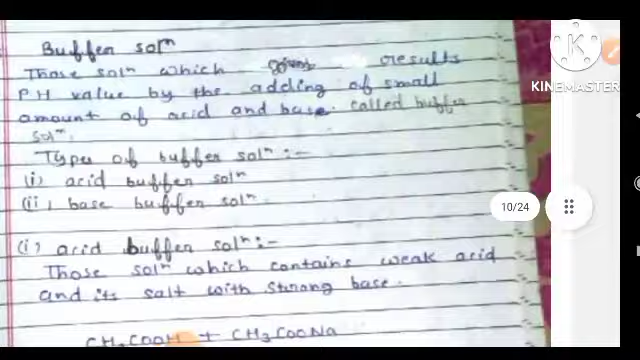 Buffer solⁿ
Those solⁿ which gives results
PH value by the adding of small
amount of acid and base. called buffer
solⁿ.
Types of buffer solⁿ :-
(i) acid buffer solⁿ
(ii) base buffer solⁿ.
(i) acid buffer solⁿ :-
Those solⁿ which contains weak acid
and its salt with strong base.
CH₃COOH + CH₃COONa
KINEMASTER
10/24